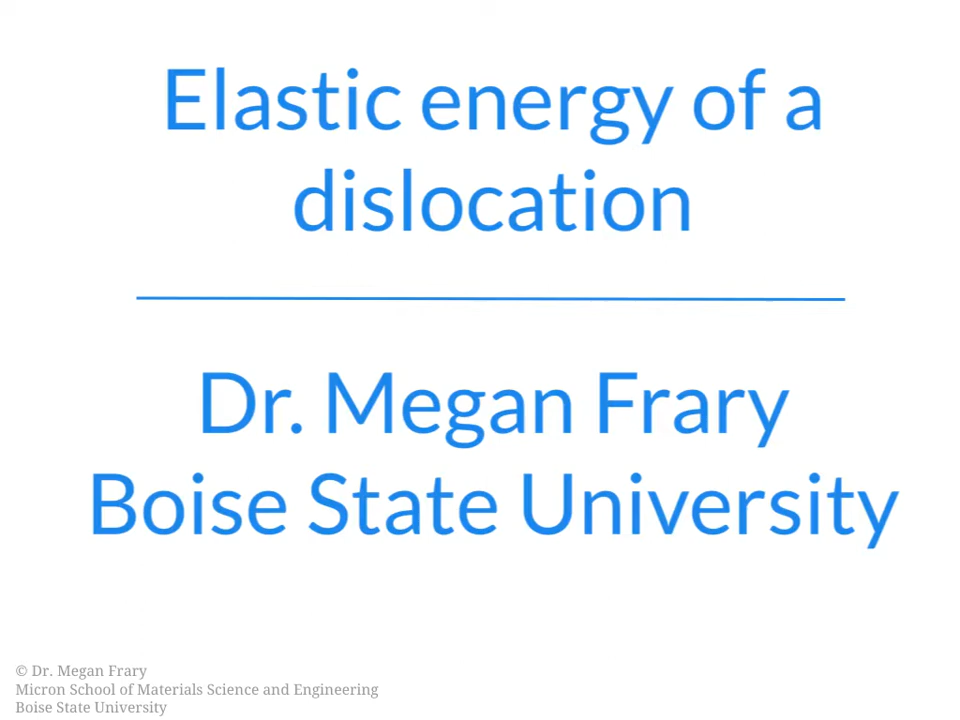 Elastic energy of a
dislocation
Dr. Megan Frary
Boise State University
© Dr. Megan Frary
Micron School of Materials Science and Engineering
Boise State University